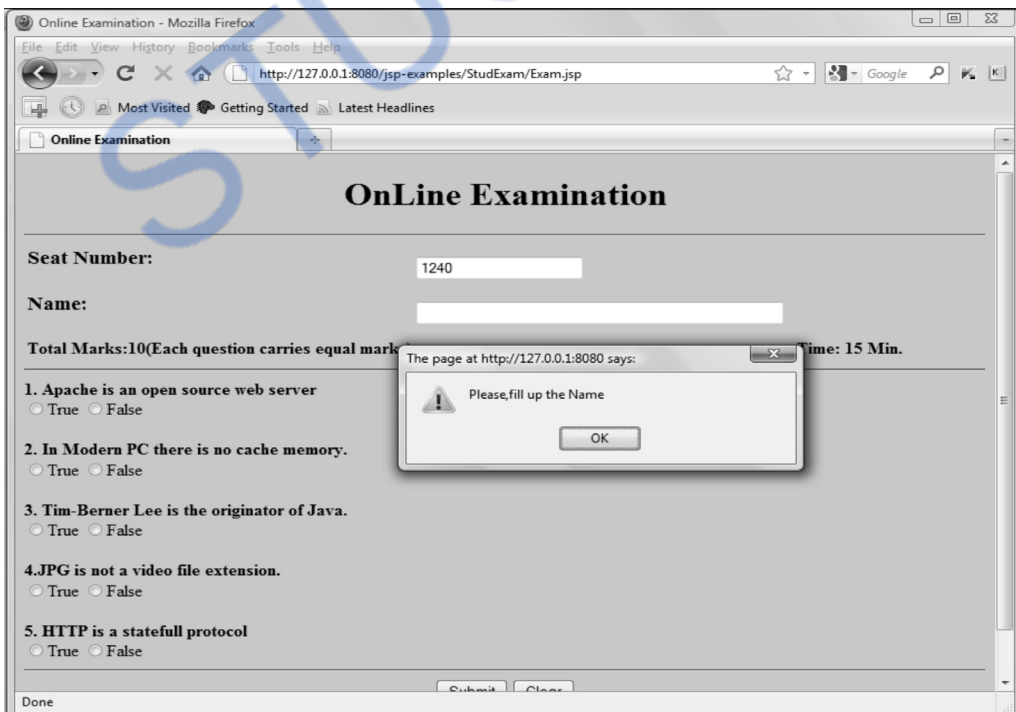 Online Examination - Mozilla Firefox
File Edit View History Bookmarks Tools Help
http://127.0.0.1:8080/jsp-examples/StudExam/Exam.jsp
Google
Most Visited Getting Started Latest Headlines
Online Examination
OnLine Examination
Seat Number:
1240
Name:
Total Marks:10(Each question carries equal mark
Time: 15 Min.
The page at http://127.0.0.1:8080 says:
Please,fill up the Name
OK
1. Apache is an open source web server
True False
2. In Modern PC there is no cache memory.
True False
3. Tim-Berner Lee is the originator of Java.
True False
4.JPG is not a video file extension.
True False
5. HTTP is a statefull protocol
True False
Submit Clear
Done